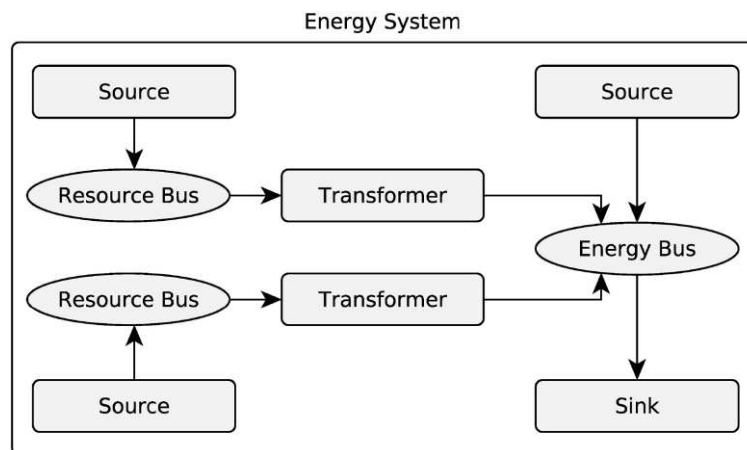 Energy System
Source
Source
Resource Bus
Transformer
Energy Bus
Resource Bus
Transformer
Source
Sink